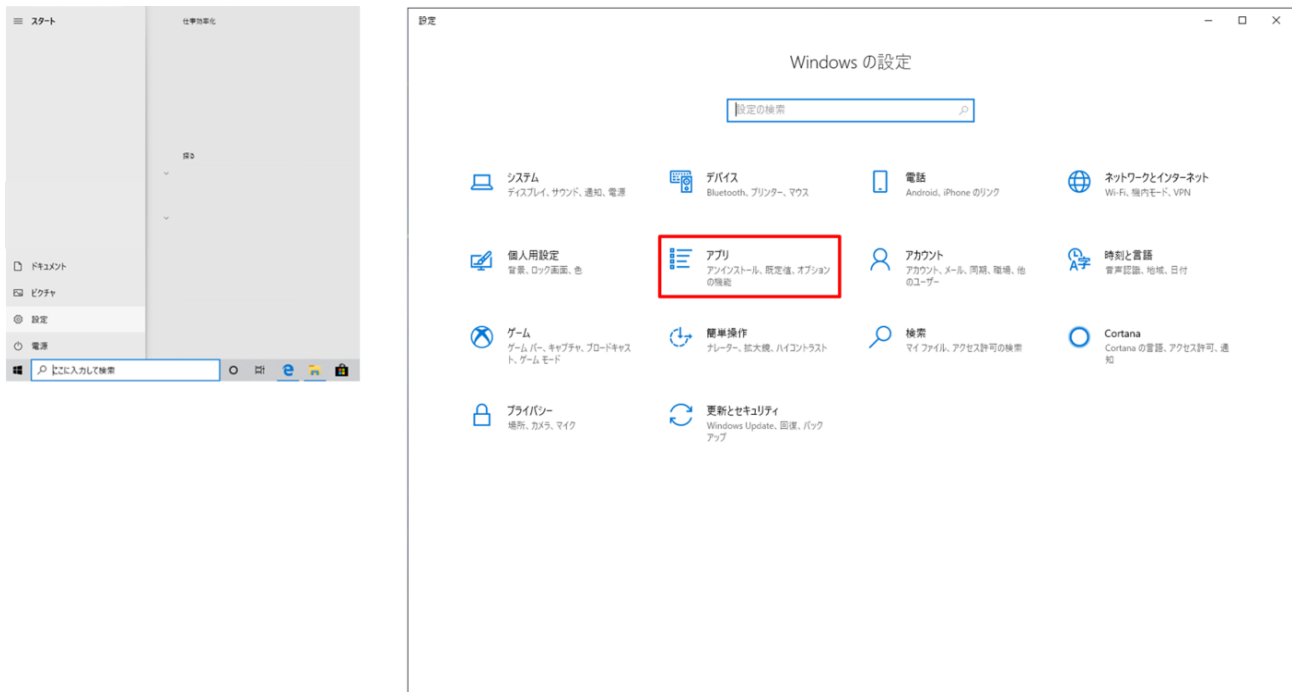 スタート
仕事効率化
探る
ドキュメント
ピクチャ
設定
電源
ここに入力して検索
設定
Windows の設定
設定の検索
システム
ディスプレイ、サウンド、通知、電源
デバイス
Bluetooth、プリンター、マウス
電話
Android、iPhone のリンク
ネットワークとインターネット
Wi-Fi、機内モード、VPN
個人用設定
背景、ロック画面、色
アプリ
アンインストール、既定値、オプション
の機能
アカウント
アカウント、メール、同期、職場、他
のユーザー
時刻と言語
音声認識、地域、日付
ゲーム
ゲーム バー、キャプチャ、ブロードキャス
ト、ゲーム モード
簡単操作
ナレーター、拡大鏡、ハイコントラスト
検索
マイ ファイル、アクセス許可の検索
Cortana
Cortana の言語、アクセス許可、通
知
プライバシー
場所、カメラ、マイク
更新とセキュリティ
Windows Update、回復、バック
アップ